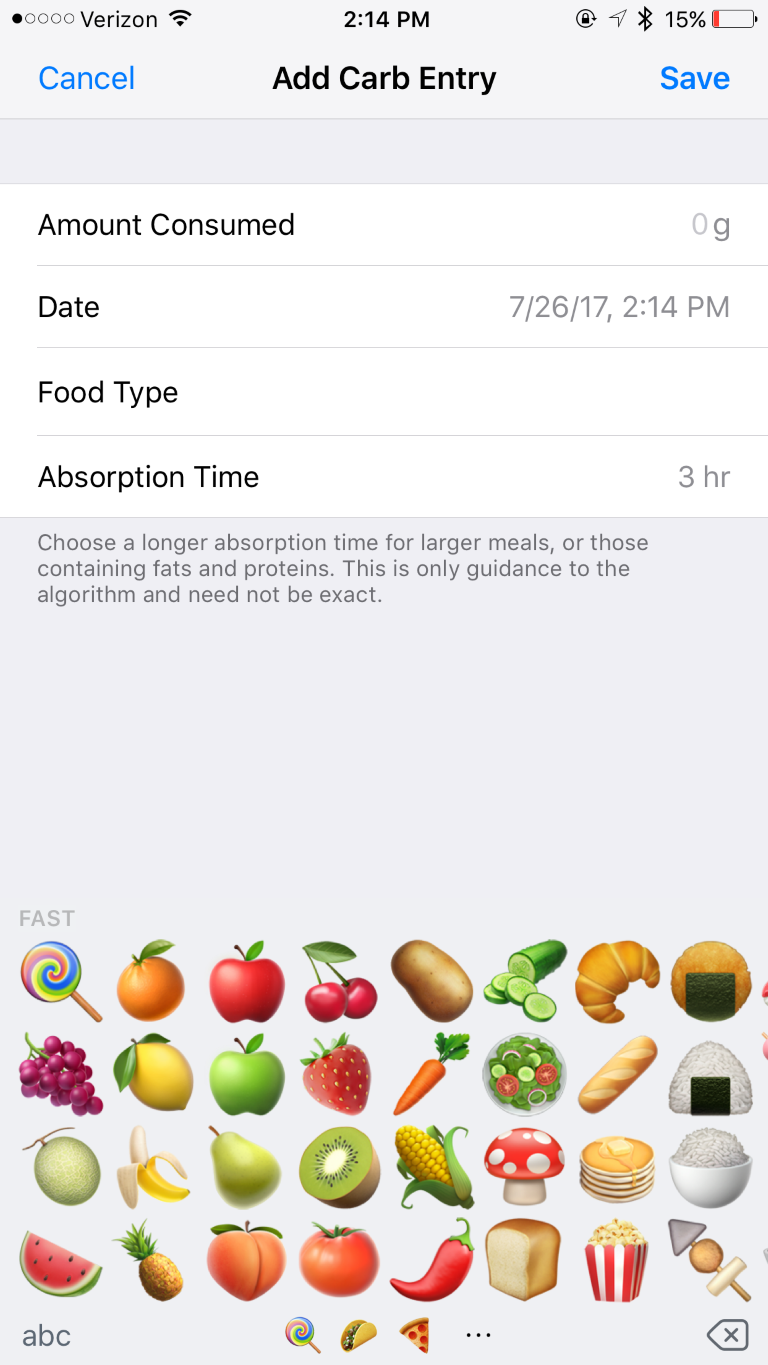 Verizon 2:14 PM 15%
Cancel Add Carb Entry Save
Amount Consumed 0 g
Date 7/26/17, 2:14 PM
Food Type
Absorption Time 3 hr
Choose a longer absorption time for larger meals, or those
containing fats and proteins. This is only guidance to the
algorithm and need not be exact.
FAST
abc